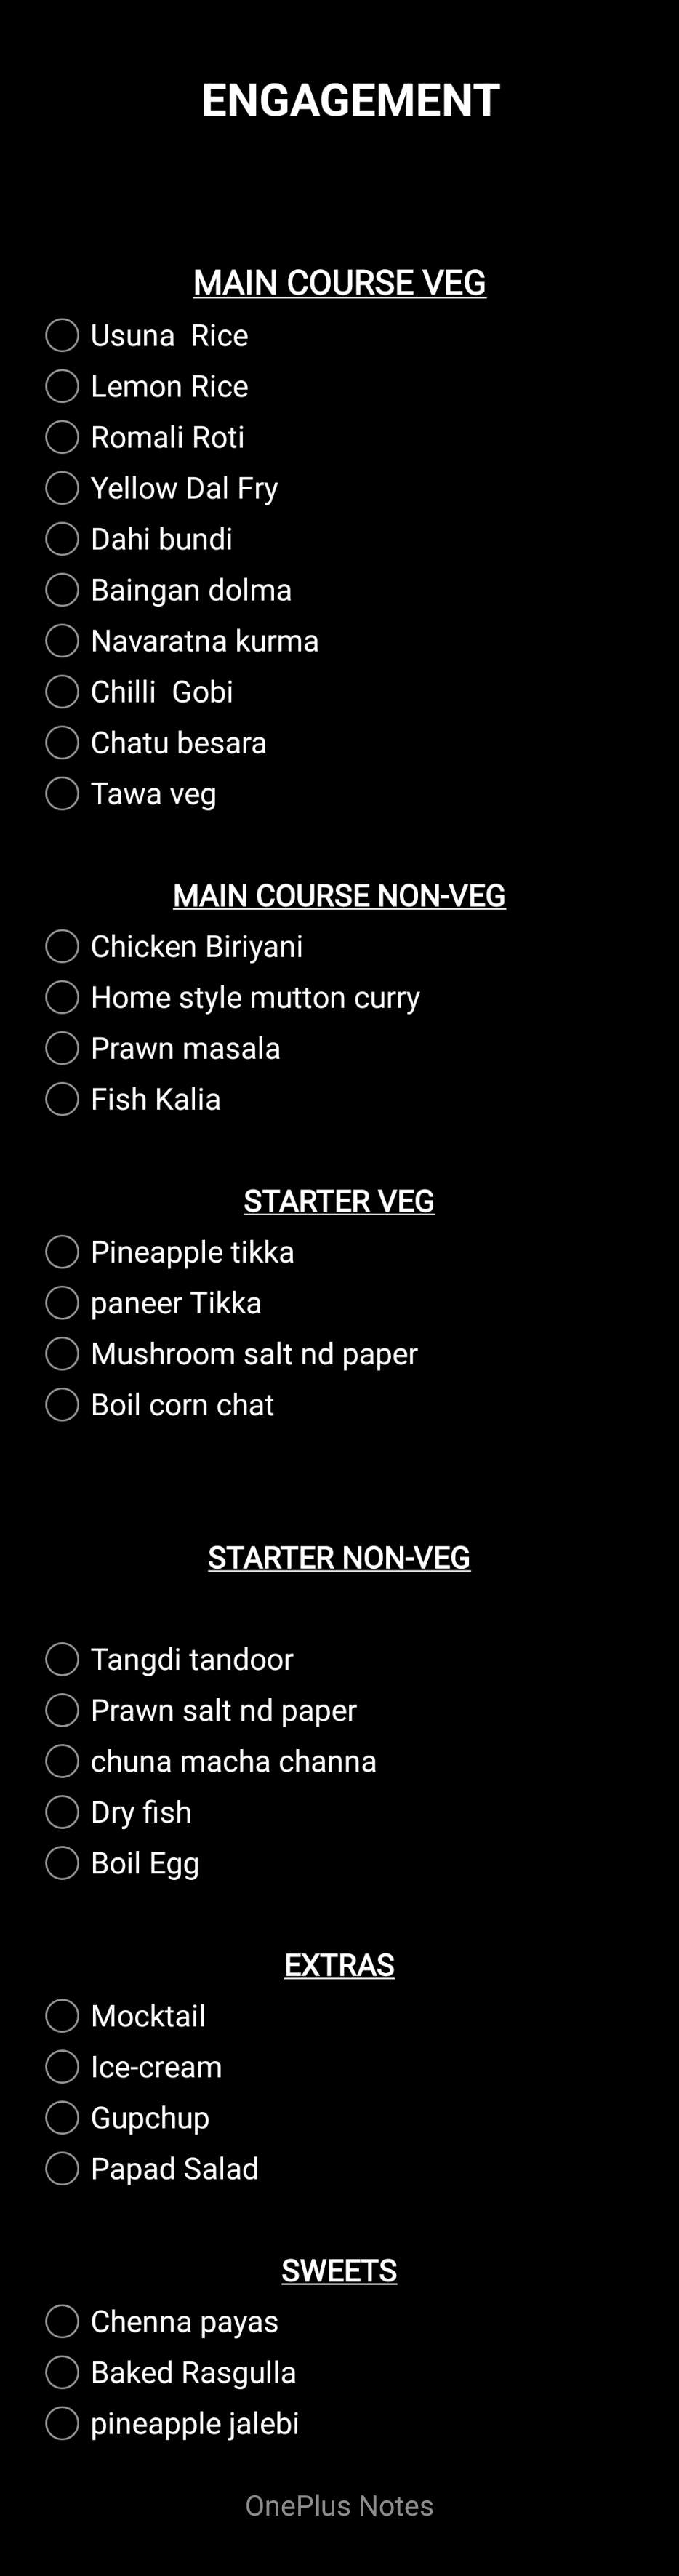 ENGAGEMENT
MAIN COURSE VEG
Usuna  Rice
Lemon Rice
Romali Roti
Yellow Dal Fry
Dahi bundi
Baingan dolma
Navaratna kurma
Chilli  Gobi
Chatu besara
Tawa veg
MAIN COURSE NON-VEG
Chicken Biriyani
Home style mutton curry
Prawn masala
Fish Kalia
STARTER VEG
Pineapple tikka
paneer Tikka
Mushroom salt nd paper
Boil corn chat
STARTER NON-VEG
Tangdi tandoor
Prawn salt nd paper
chuna macha channa
Dry fish
Boil Egg
EXTRAS
Mocktail
Ice-cream
Gupchup
Papad Salad
SWEETS
Chenna payas
Baked Rasgulla
pineapple jalebi
OnePlus Notes